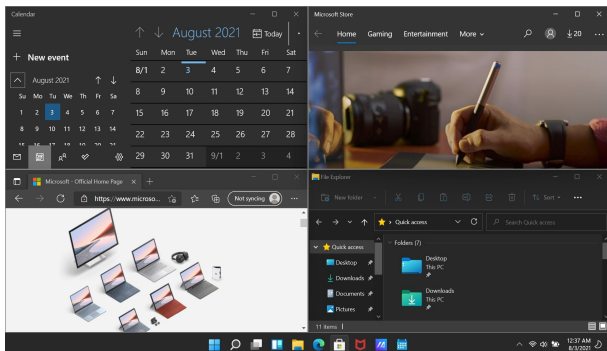 Calendar
August 2021
Today
New event
Sun Mon Tue Wed Thu Fri Sat
8/1 2 3 4 5 6 7
8 9 10 11 12 13 14
15 16 17 18 19 20 21
22 23 24 25 26 27 28
29 30 31 9/1 2 3 4
August 2021
Su Mo Tu We Th Fr Sa
1 2 3 4 5 6 7
8 9 10 11 12 13 14
Microsoft Store
Home Gaming Entertainment More
20
Microsoft - Official Home Page
https://www.microso...
Not syncing
File Explorer
New folder
Sort
Quick access
Search Quick access
Quick access
Desktop
Downloads
Documents
Pictures
Folders (7)
Desktop
This PC
Downloads
This PC
11 items
12:37 AM
8/3/2021